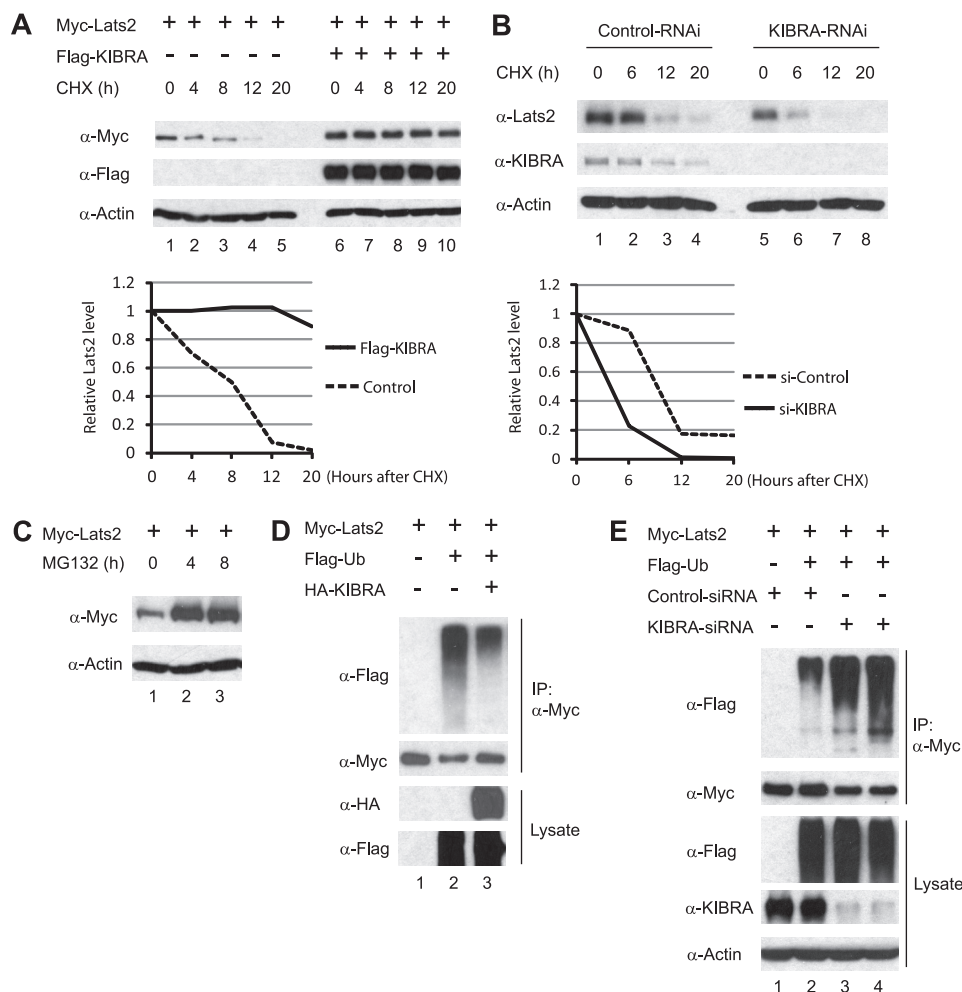 A
Myc-Lats2 + + + + + + + + + +
Flag-KIBRA - - - - - + + + + +
CHX (h) 0 4 8 12 20 0 4 8 12 20
α-Myc
α-Flag
α-Actin
1 2 3 4 5 6 7 8 9 10
Relative Lats2 level
1.2
1
0.8
0.6
0.4
0.2
0
0 4 8 12 20 (Hours after CHX)
Flag-KIBRA
Control
B
Control-RNAi KIBRA-RNAi
CHX (h) 0 6 12 20 0 6 12 20
α-Lats2
α-KIBRA
α-Actin
1 2 3 4 5 6 7 8
Relative Lats2 level
1.2
1
0.8
0.6
0.4
0.2
0
0 6 12 20 (Hours after CHX)
si-Control
si-KIBRA
C
Myc-Lats2 + + +
MG132 (h) 0 4 8
α-Myc
α-Actin
1 2 3
D
Myc-Lats2 + + +
Flag-Ub - + +
HA-KIBRA - - +
α-Flag
α-Myc
IP:
α-Myc
α-HA
α-Flag
Lysate
1 2 3
E
Myc-Lats2 + + + +
Flag-Ub - + + +
Control-siRNA + + - -
KIBRA-siRNA - - + +
α-Flag
α-Myc
IP:
α-Myc
α-Flag
α-KIBRA
α-Actin
Lysate
1 2 3 4